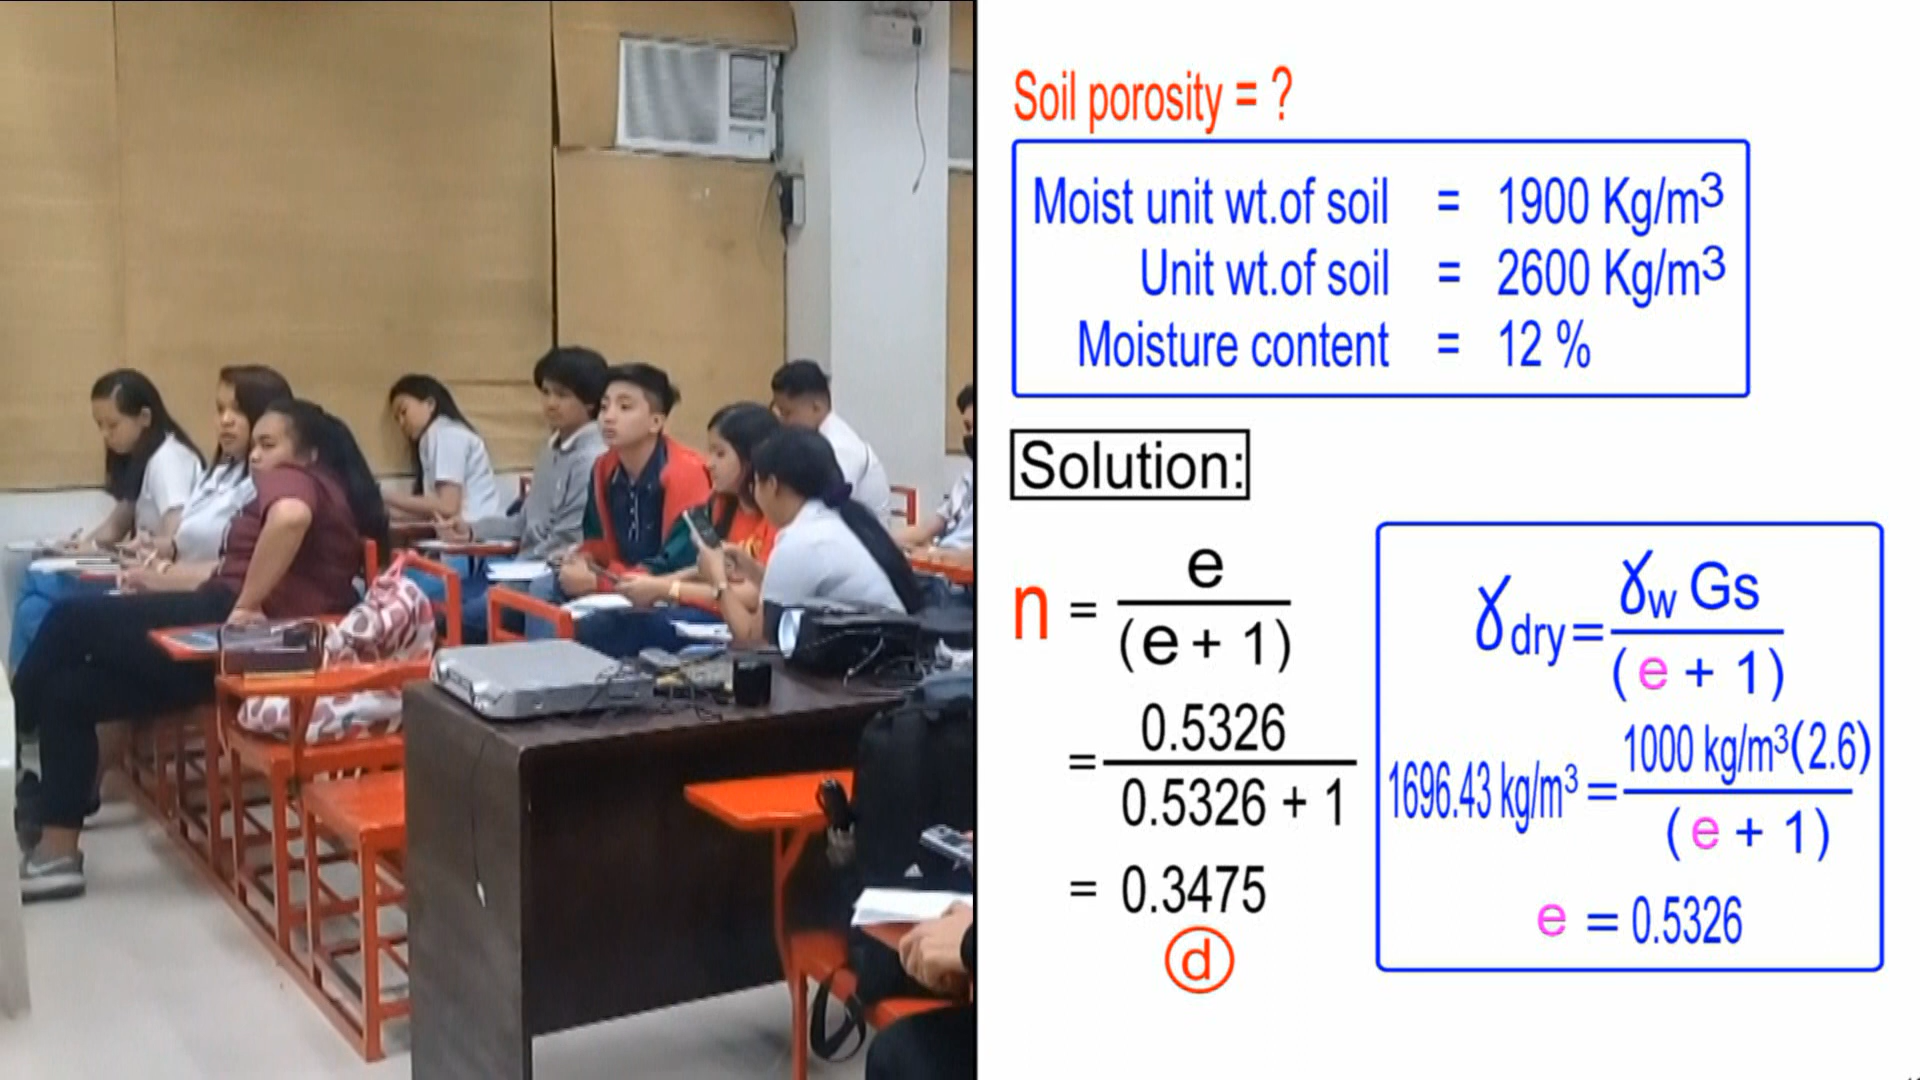 Soil porosity = ?
Moist unit wt.of soil = 1900 Kg/m³
Unit wt.of soil = 2600 Kg/m³
Moisture content = 12 %
Solution:
n = e / (e + 1)
= 0.5326 / 0.5326 + 1
= 0.3475
d
ɣdry = ɣw Gs / (e + 1)
1696.43 kg/m³ = 1000 kg/m³(2.6) / (e + 1)
e = 0.5326